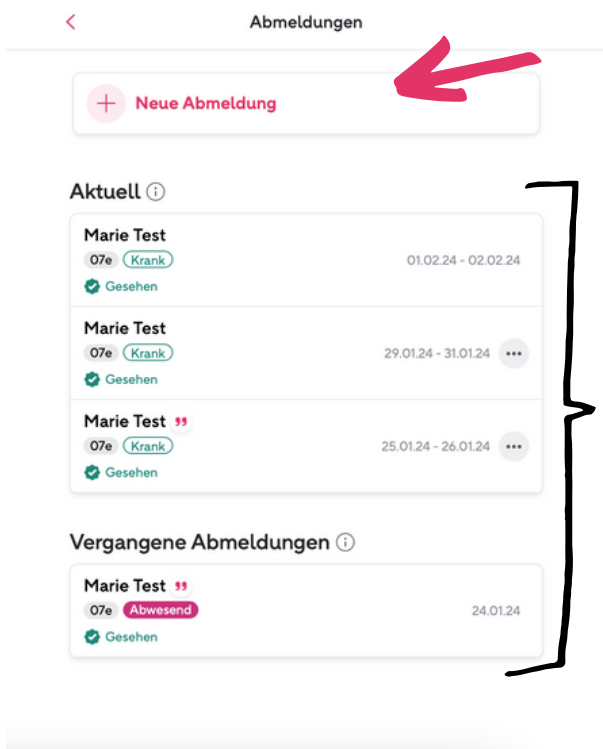 Abmeldungen
Neue Abmeldung
Aktuell
Marie Test
07e Krank 01.02.24 - 02.02.24
Gesehen
Marie Test
07e Krank 29.01.24 - 31.01.24
Gesehen
Marie Test
07e Krank 25.01.24 - 26.01.24
Gesehen
Vergangene Abmeldungen
Marie Test
07e Abwesend 24.01.24
Gesehen